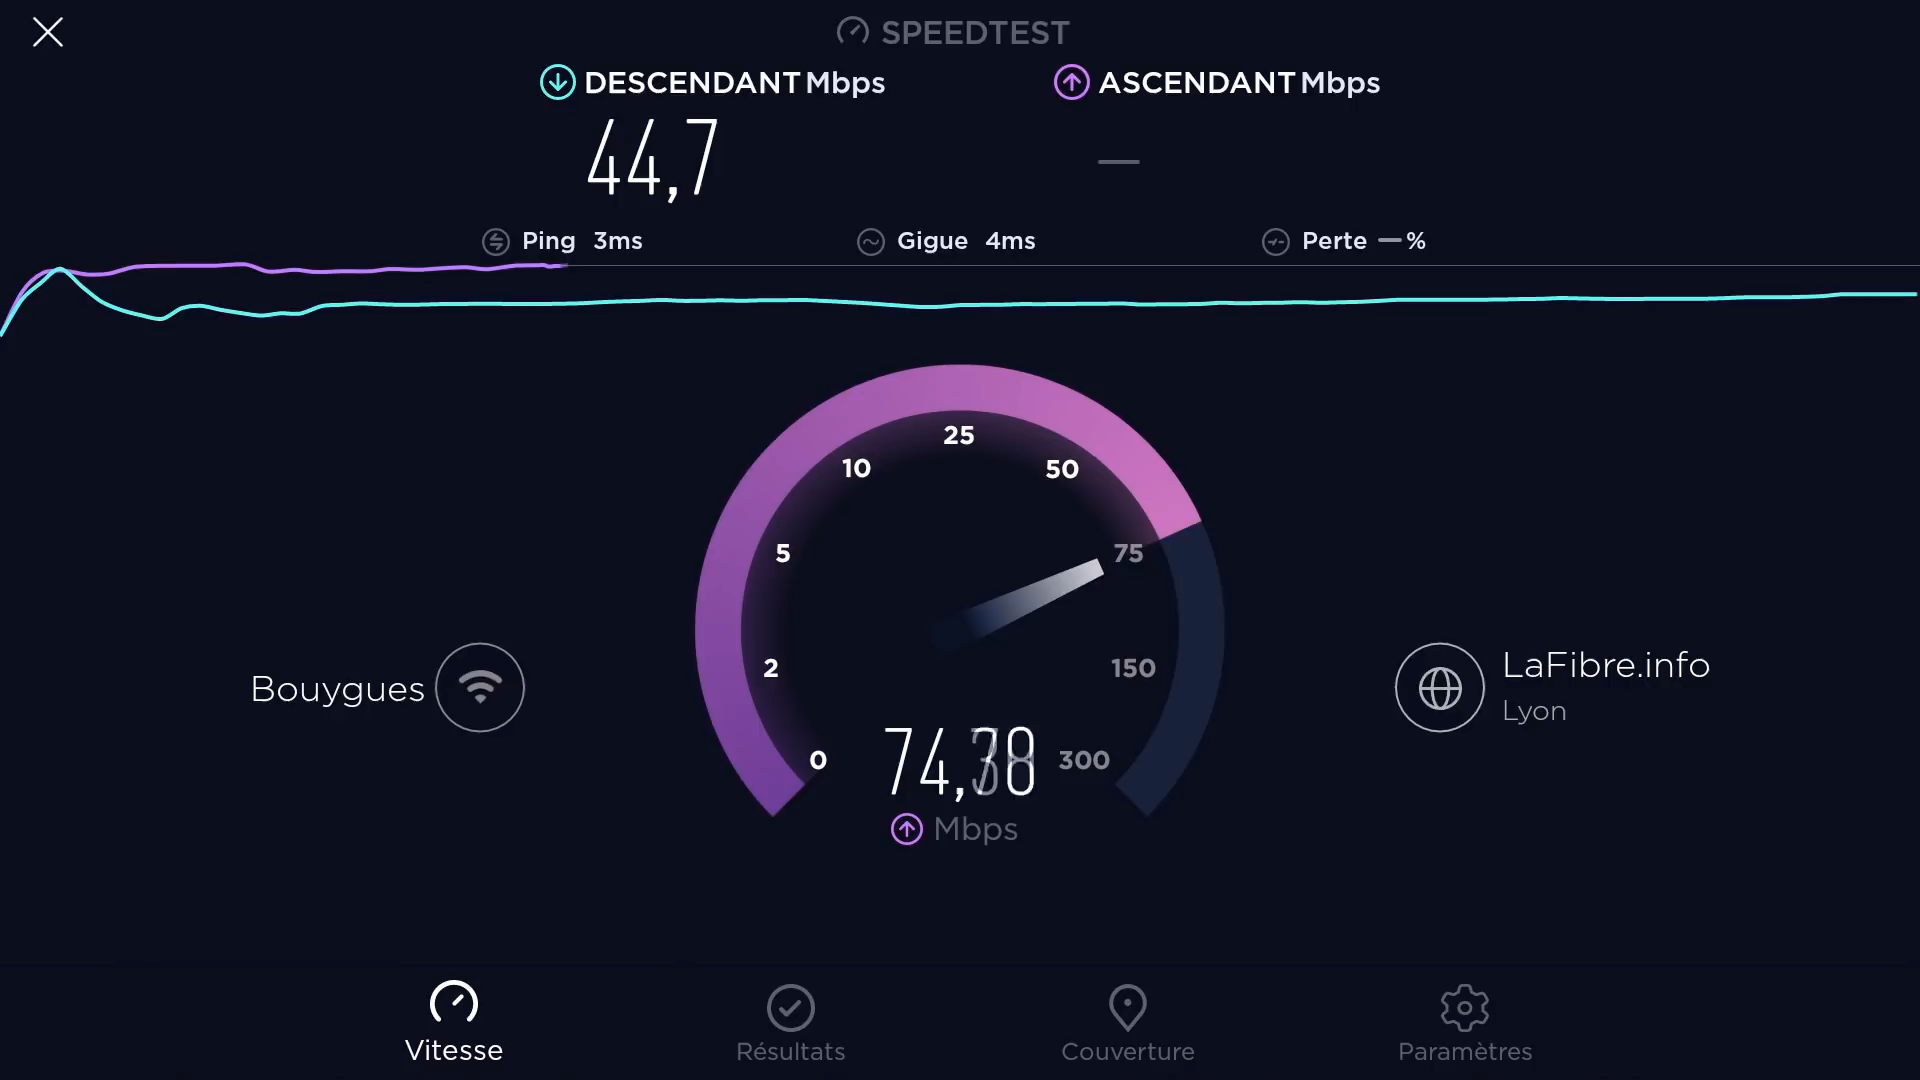 SPEEDTEST
DESCENDANT Mbps
ASCENDANT Mbps
44,7
—
Ping 3ms
Gigue 4ms
Perte — %
25
10
50
5
75
2
150
0
300
Mbps
Bouygues
LaFibre.info
Lyon
Vitesse
Résultats
Couverture
Paramètres